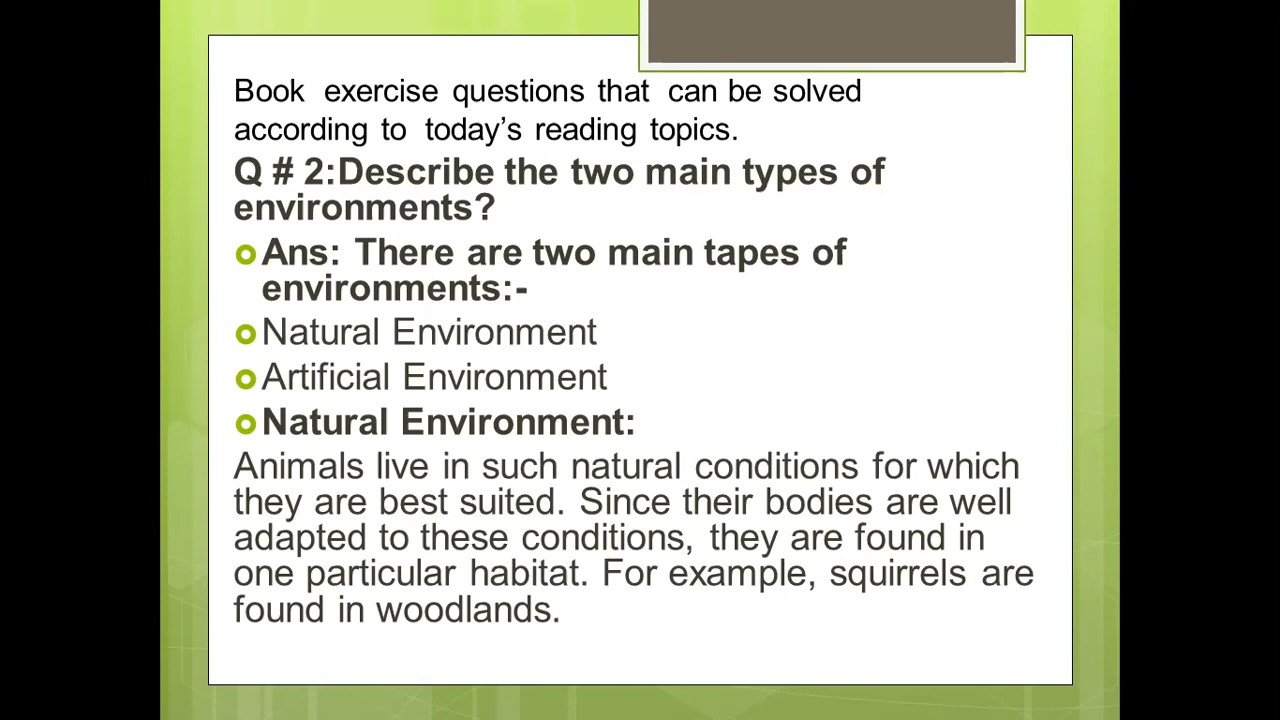 Book exercise questions that can be solved
according to today’s reading topics.
Q # 2:Describe the two main types of
environments?
Ans: There are two main tapes of
environments:-
Natural Environment
Artificial Environment
Natural Environment:
Animals live in such natural conditions for which
they are best suited. Since their bodies are well
adapted to these conditions, they are found in
one particular habitat. For example, squirrels are
found in woodlands.